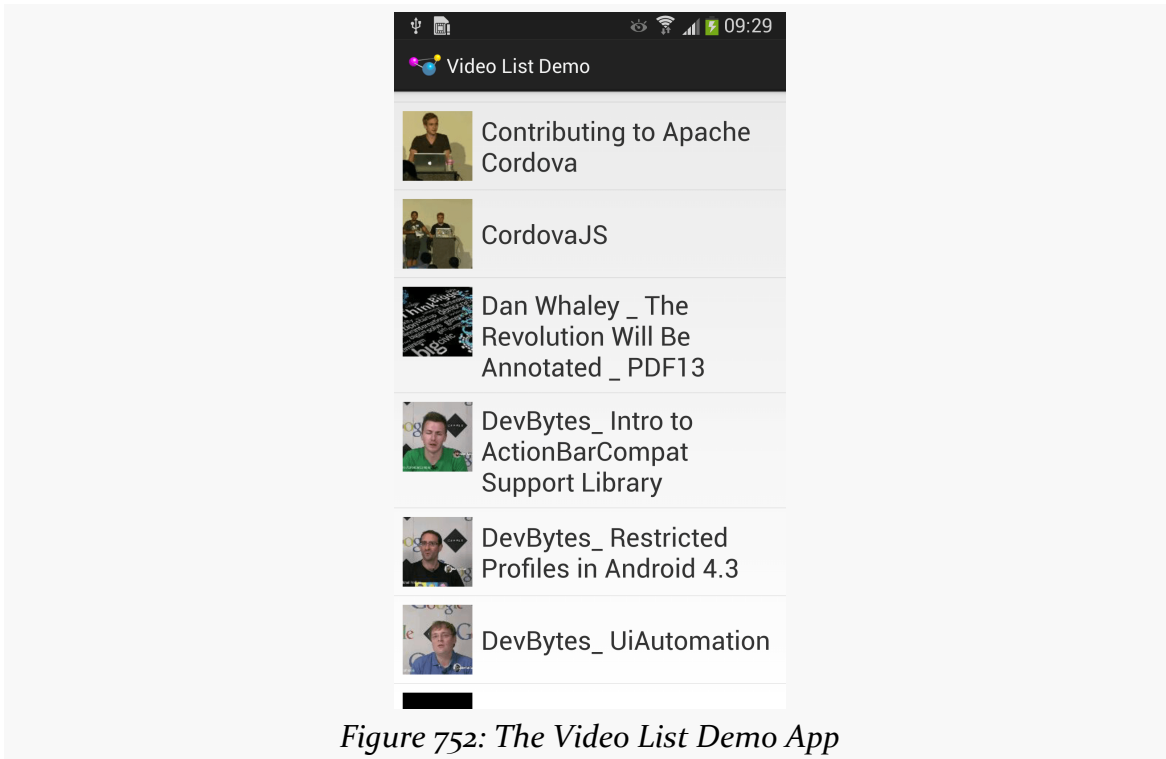 09:29
Video List Demo
Contributing to Apache
Cordova
CordovaJS
Dan Whaley _ The
Revolution Will Be
Annotated _ PDF13
DevBytes_ Intro to
ActionBarCompat
Support Library
DevBytes_ Restricted
Profiles in Android 4.3
DevBytes_ UiAutomation
Figure 752: The Video List Demo App